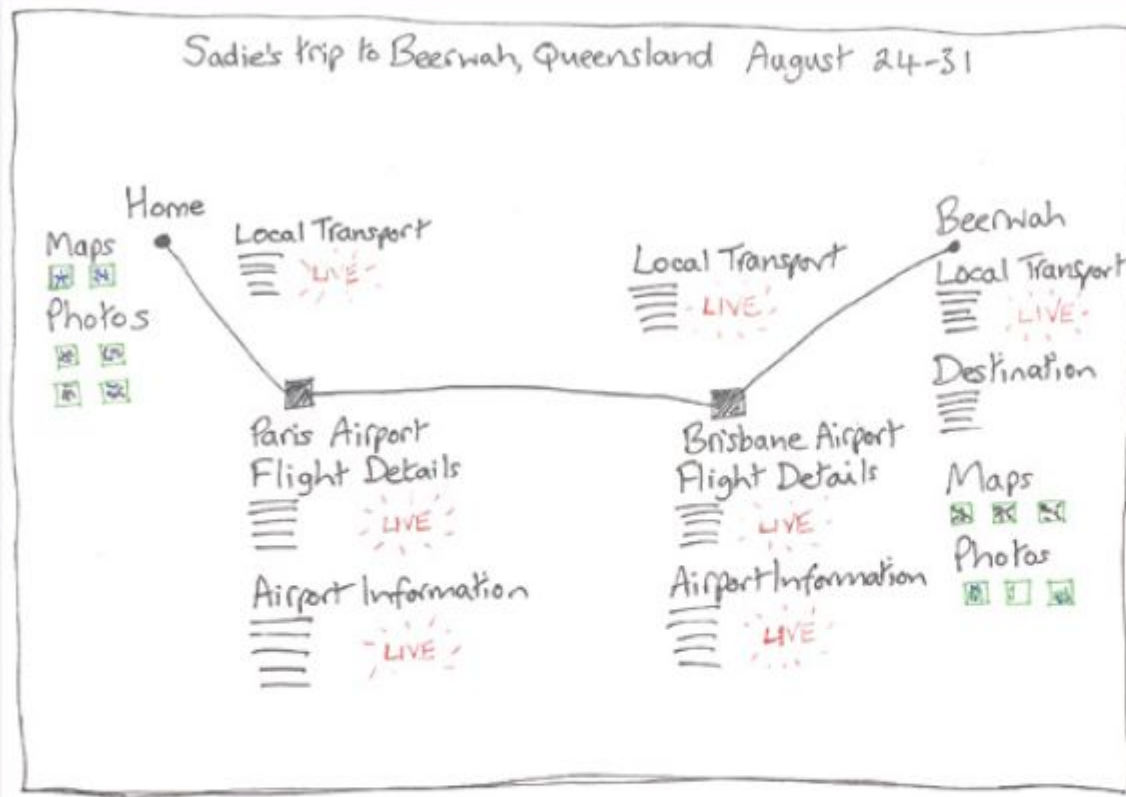 Sadie's trip to Beerwah, Queensland August 24-31
Home
Maps
Photos
Local Transport
LIVE
Local Transport
LIVE
Beerwah
Local Transport
LIVE
Destination
Maps
Photos
Paris Airport
Flight Details
LIVE
Airport Information
LIVE
Brisbane Airport
Flight Details
LIVE
Airport Information
LIVE